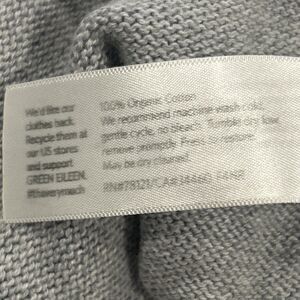 We'd like our
clothes back.
Recycle them at
our US stores
and support
GREEN EILEEN.
100% Organic Cotton
We recommend machine wash cold,
gentle cycle, no bleach. Tumble dry low,
remove promptly. Press as
May be dry cleaned.
RN#78121/CA#34460